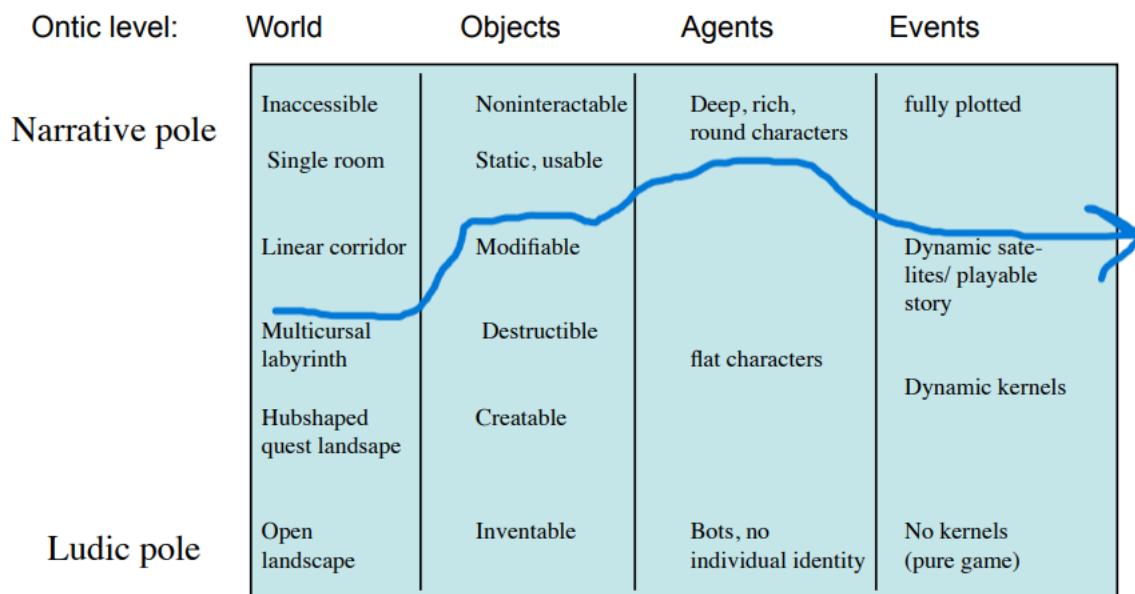 Ontic level: World Objects Agents Events
Narrative pole
Inaccessible
Single room
Linear corridor
Multicursal
labyrinth
Hubshaped
quest landsape
Open
landscape
Noninteractable
Static, usable
Modifiable
Destructible
Creatable
Inventable
Deep, rich,
round characters
flat characters
Bots, no
individual identity
fully plotted
Dynamic sate-
lites/ playable
story
Dynamic kernels
No kernels
(pure game)
Ludic pole